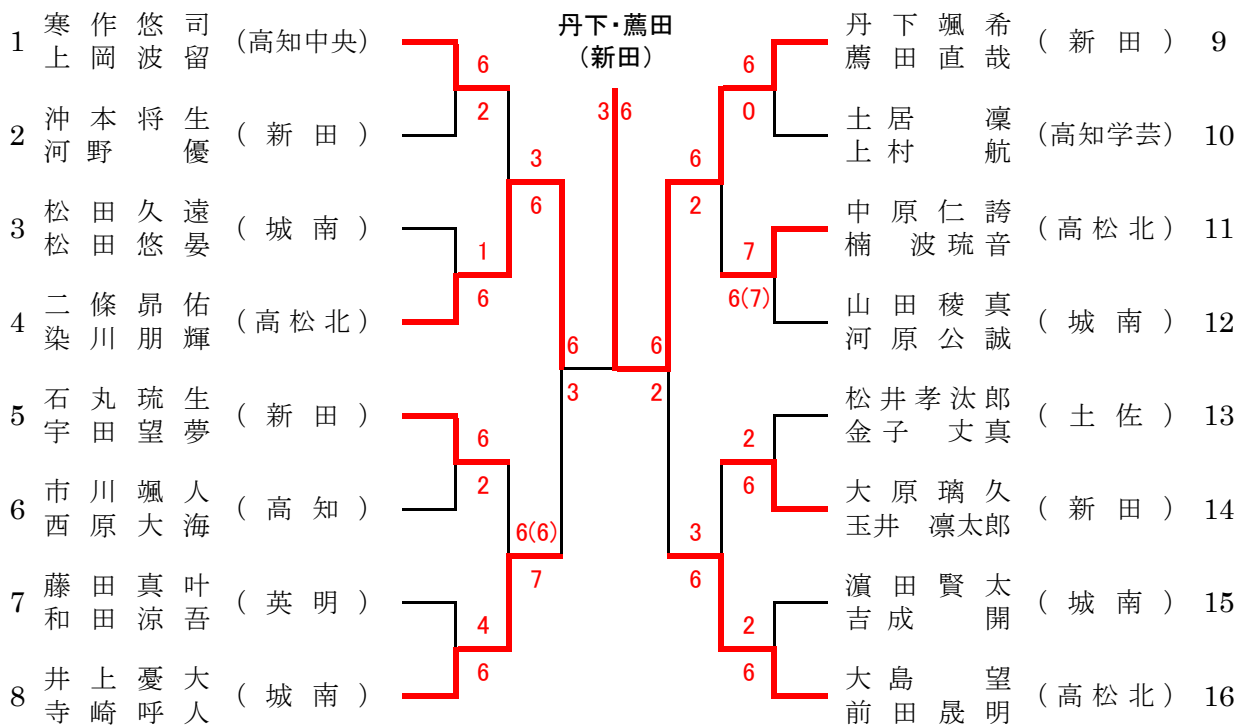 丹下・薦田
(新田)
3 6
1 寒作悠司 上岡波留 (高知中央)
6
2
2 沖本将生 河野優 (新田)
3
6
3 松田久遠 松田悠晏 (城南)
1
6
4 二條昴佑 染川朋輝 (高松北)
6
3
5 石丸琉生 宇田望夢 (新田)
6
2
6 市川颯人 西原大海 (高知)
6(6)
7
7 藤田真叶 和田涼吾 (英明)
4
6
8 井上憂大 寺崎呼人 (城南)
丹下颯希 薦田直哉 (新田) 9
6
0
土居凜 上村航 (高知学芸) 10
6
2
中原仁誇 楠波琉音 (高松北) 11
7
6(7)
山田稜真 河原公誠 (城南) 12
6
2
松井孝汰郎 金子丈真 (土佐) 13
2
6
大原璃久 玉井凛太郎 (新田) 14
3
6
濵田賢太 吉成開 (城南) 15
2
6
大島望 前田晟明 (高松北) 16